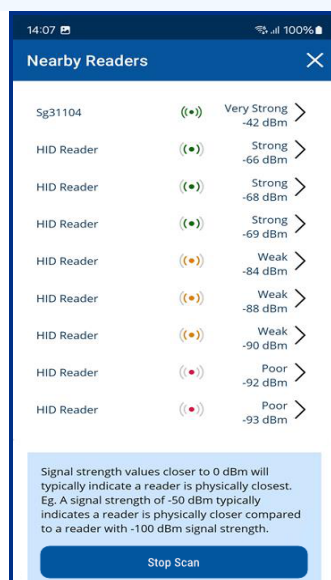 14:07 100%
Nearby Readers
Sg31104 Very Strong
-42 dBm
HID Reader Strong
-66 dBm
HID Reader Strong
-68 dBm
HID Reader Strong
-69 dBm
HID Reader Weak
-84 dBm
HID Reader Weak
-88 dBm
HID Reader Weak
-90 dBm
HID Reader Poor
-92 dBm
HID Reader Poor
-93 dBm
Signal strength values closer to 0 dBm will
typically indicate a reader is physically closest.
Eg. A signal strength of -50 dBm typically
indicates a reader is physically closer compared
to a reader with -100 dBm signal strength.
Stop Scan